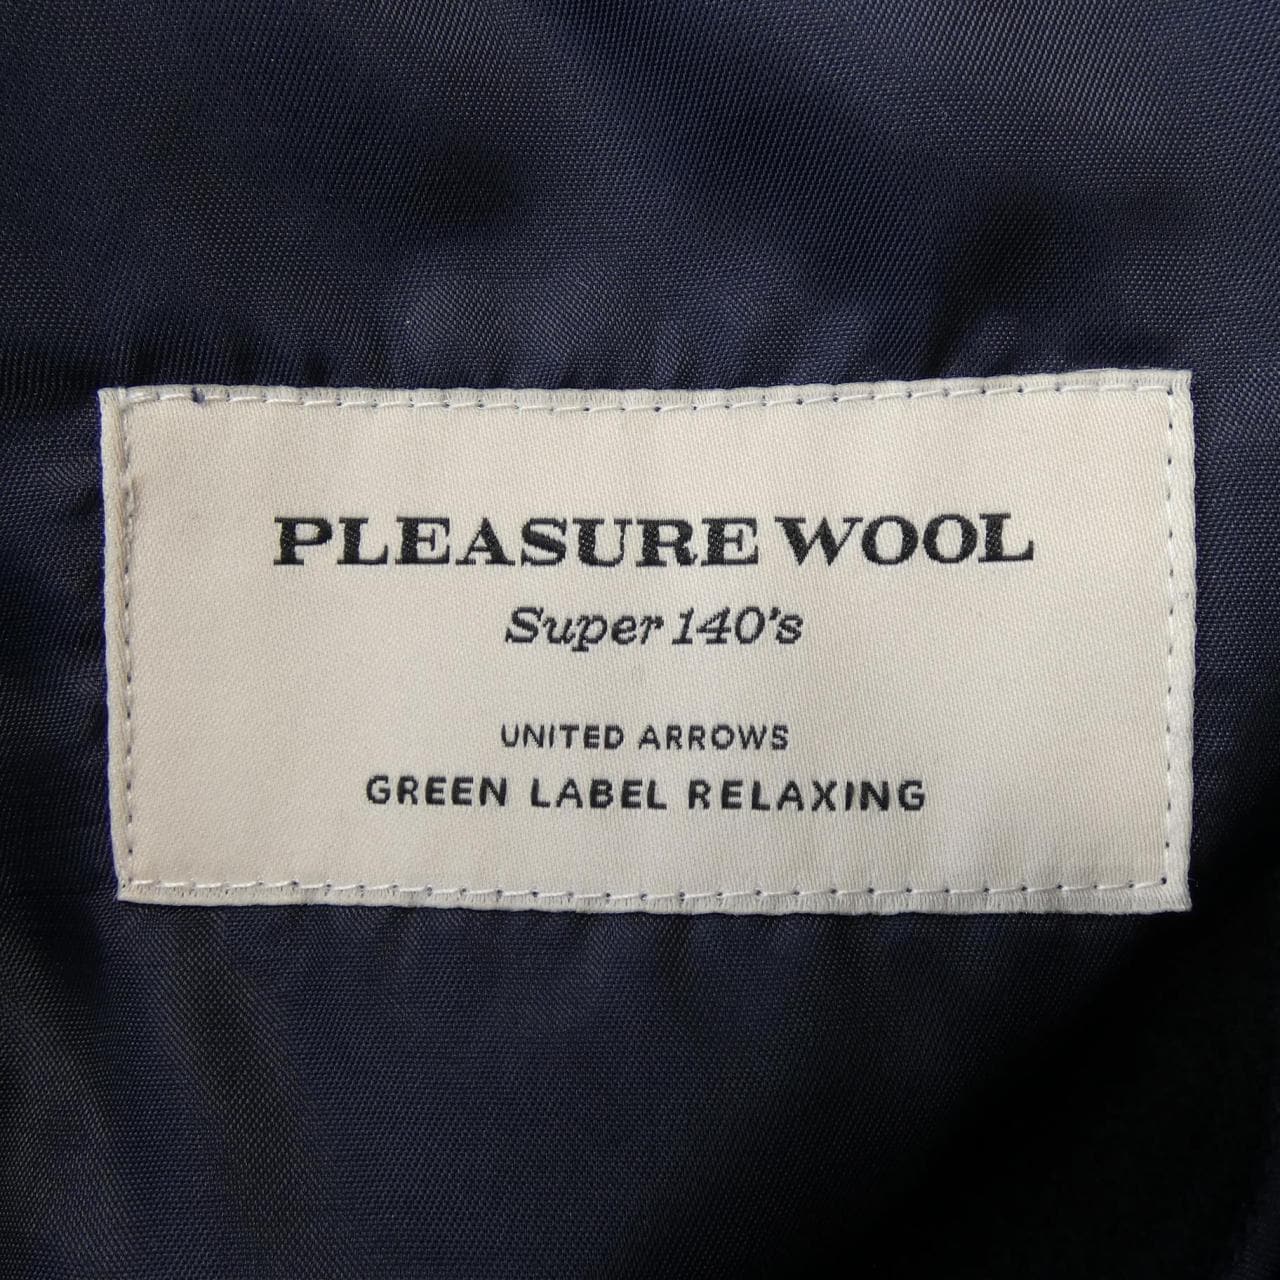 PLEASURE WOOL
Super 140's
UNITED ARROWS
GREEN LABEL RELAXING